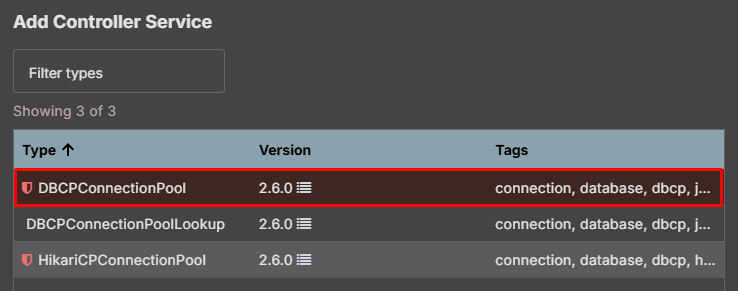 Add Controller Service
Filter types
Showing 3 of 3
Type Version Tags
DBCPConnectionPool 2.6.0 connection, database, dbcp, j...
DBCPConnectionPoolLookup 2.6.0 connection, database, dbcp, j...
HikariCPConnectionPool 2.6.0 connection, database, dbcp, h...